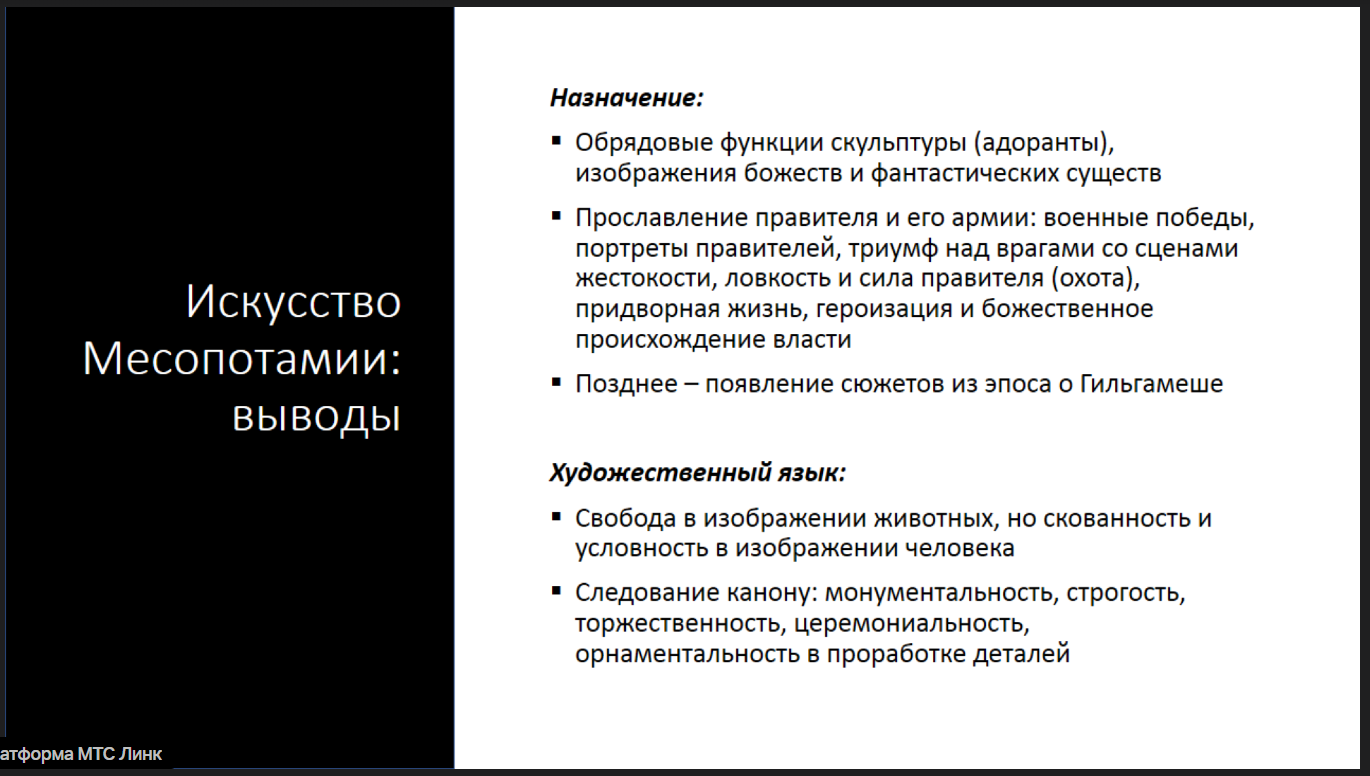 Искусство
Месопотамии:
выводы
Назначение:
▪ Обрядовые функции скульптуры (адоранты),
изображения божеств и фантастических существ
▪ Прославление правителя и его армии: военные победы,
портреты правителей, триумф над врагами со сценами
жестокости, ловкость и сила правителя (охота),
придворная жизнь, героизация и божественное
происхождение власти
▪ Позднее – появление сюжетов из эпоса о Гильгамеше
Художественный язык:
▪ Свобода в изображении животных, но скованность и
условность в изображении человека
▪ Следование канону: монументальность, строгость,
торжественность, церемониальность,
орнаментальность в проработке деталей
атформа МТС Линк